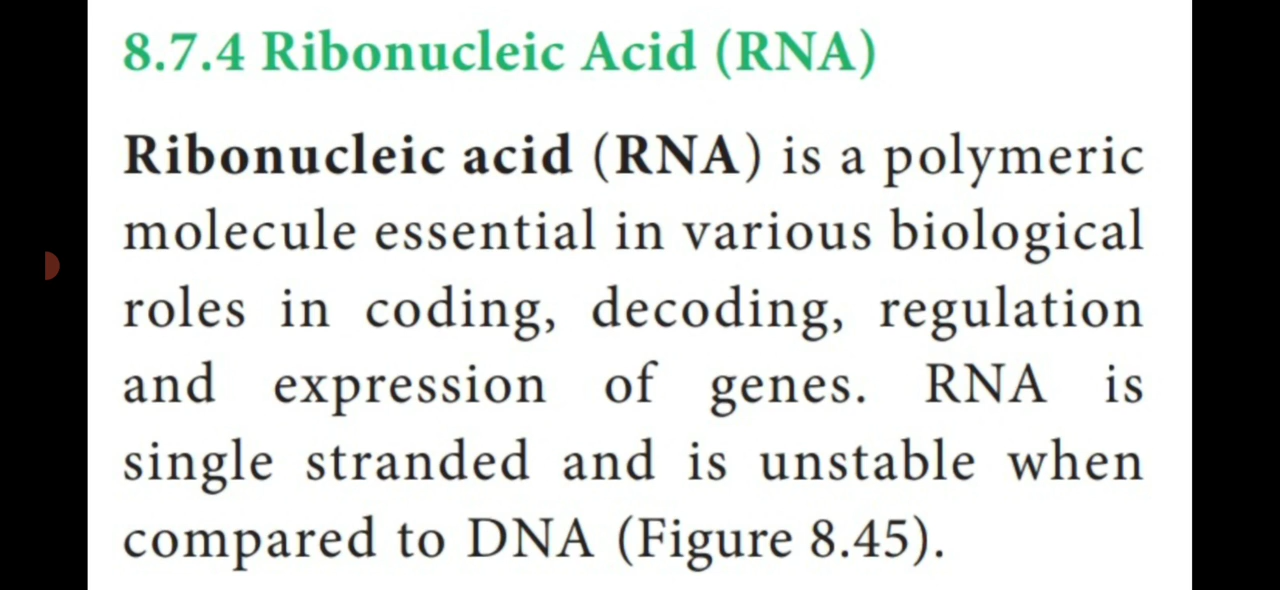 8.7.4 Ribonucleic Acid (RNA)
Ribonucleic acid (RNA) is a polymeric
molecule essential in various biological
roles in coding, decoding, regulation
and expression of genes. RNA is
single stranded and is unstable when
compared to DNA (Figure 8.45).